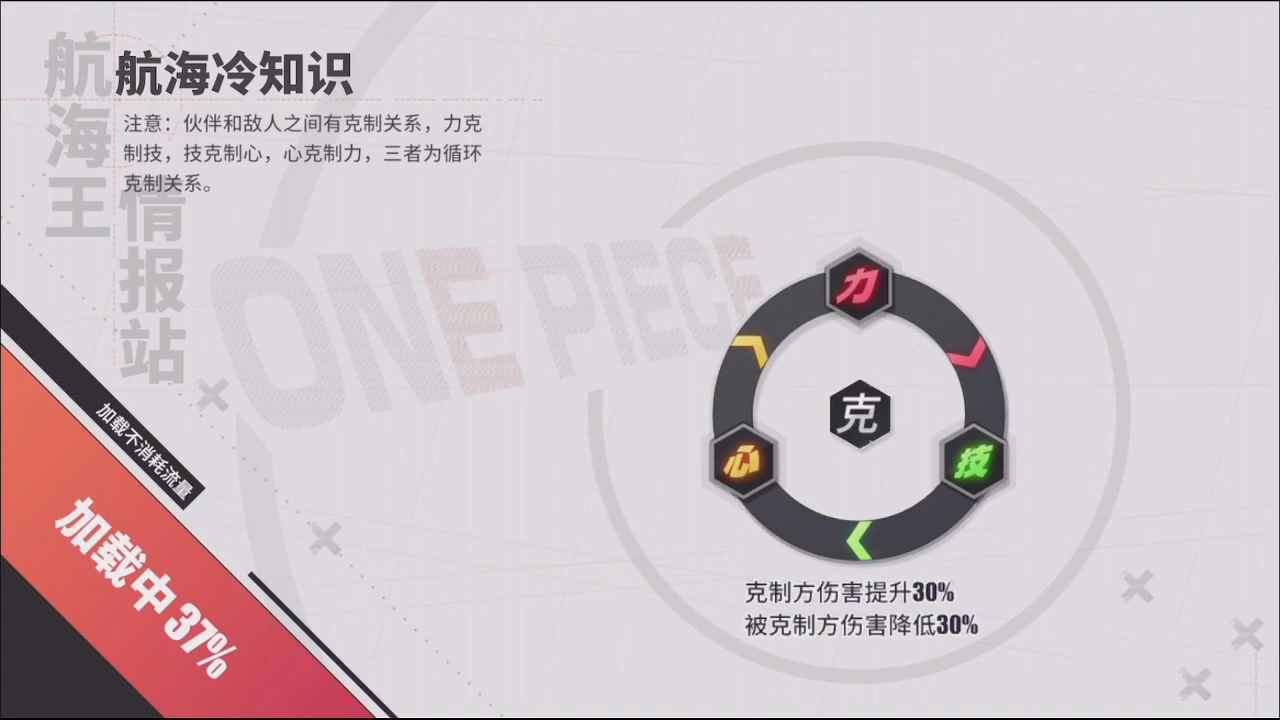 航海王
情报站
航海冷知识
注意：伙伴和敌人之间有克制关系，力克
制技，技克制心，心克制力，三者为循环
克制关系。
ONE PIECE
力
克
心
技
克制方伤害提升30%
被克制方伤害降低30%
加载不消耗流量
加载中 37%